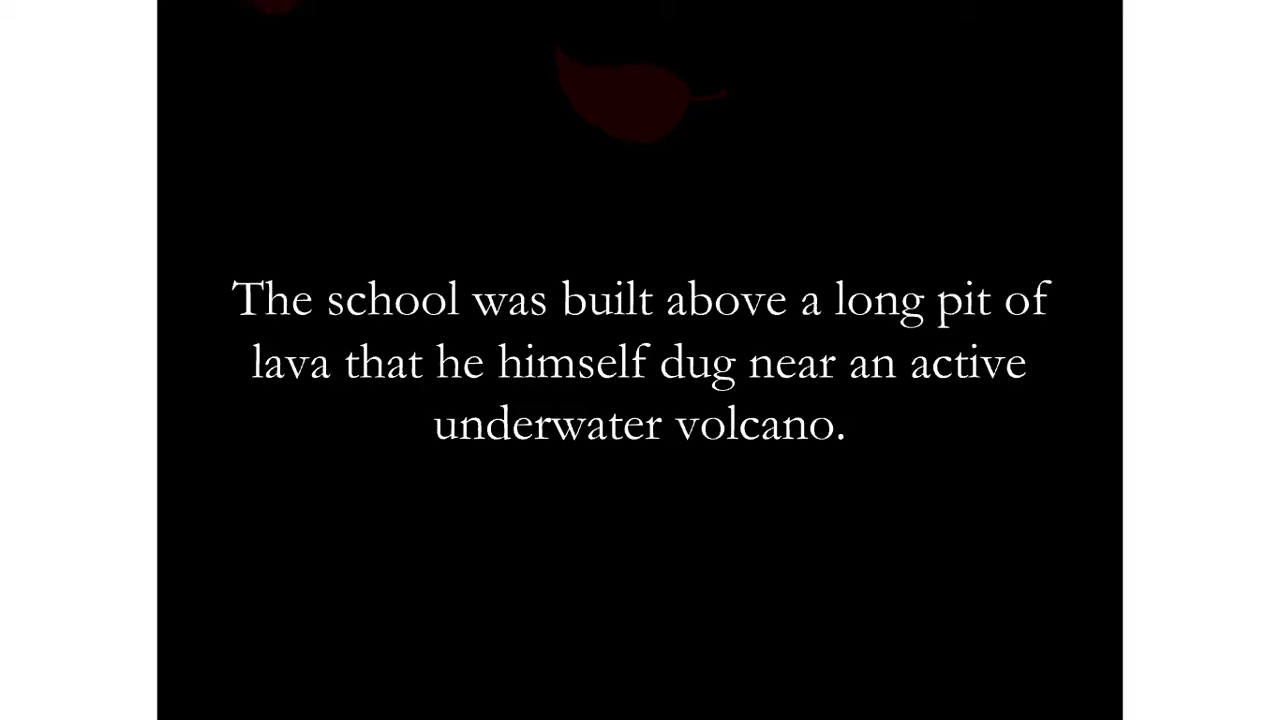 The school was built above a long pit of
lava that he himself dug near an active
underwater volcano.